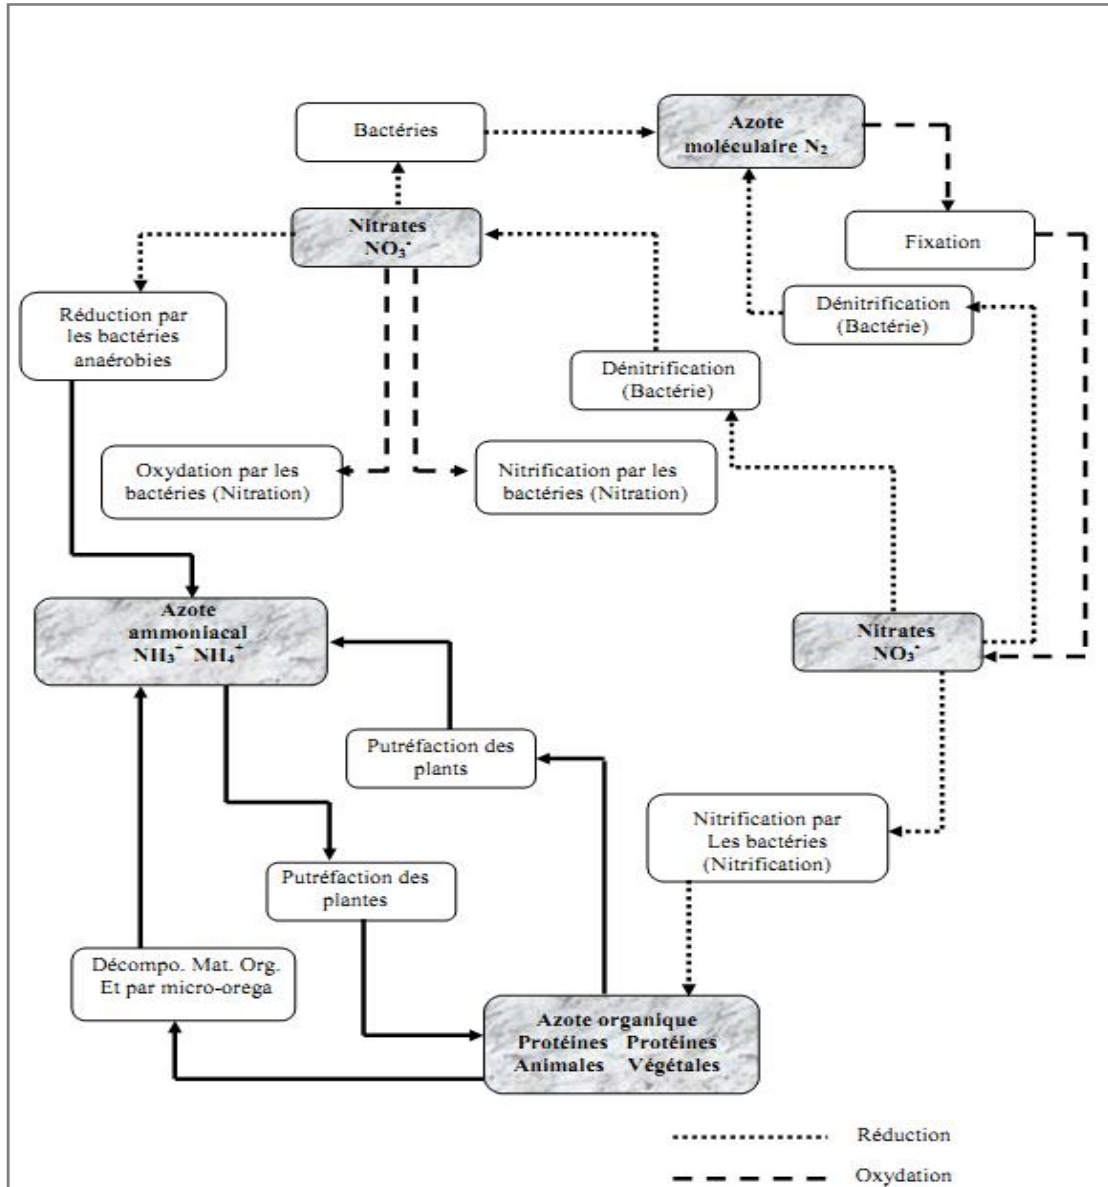 Bactéries
Azote
moléculaire N₂
Nitrates
NO₃⁻
Fixation
Réduction par
les bactéries
anaérobies
Dénitrification
(Bactérie)
Dénitrification
(Bactérie)
Oxydation par les
bactéries (Nitration)
Nitrification par les
bactéries (Nitration)
Azote
ammoniacal
NH₃⁺ NH₄⁺
Nitrates
NO₃⁻
Putréfaction des
plants
Nitrification par
Les bactéries
(Nitrification)
Putréfaction des
plantes
Décompo. Mat. Org.
Et par micro-orega
Azote organique
Protéines Protéines
Animales Végétales
Réduction
Oxydation